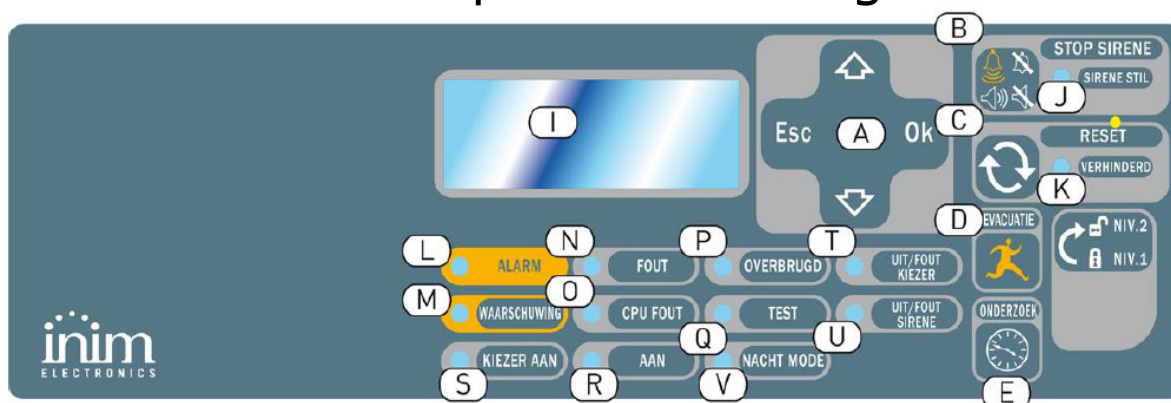 B
STOP SIRENE
SIRENE STIL
J
I
Esc
A
Ok
C
RESET
VERHINDERD
K
D
EVACUATIE
NIV.2
NIV.1
L
ALARM
N
FOUT
P
OVERBRUGD
T
UIT/FOUT
KIEZER
M
WAARSCHUWING
O
CPU FOUT
Q
TEST
U
UIT/FOUT
SIRENE
ONDERZOEK
S
KIEZER AAN
R
AAN
V
NACHT MODE
E
inim
ELECTRONICS